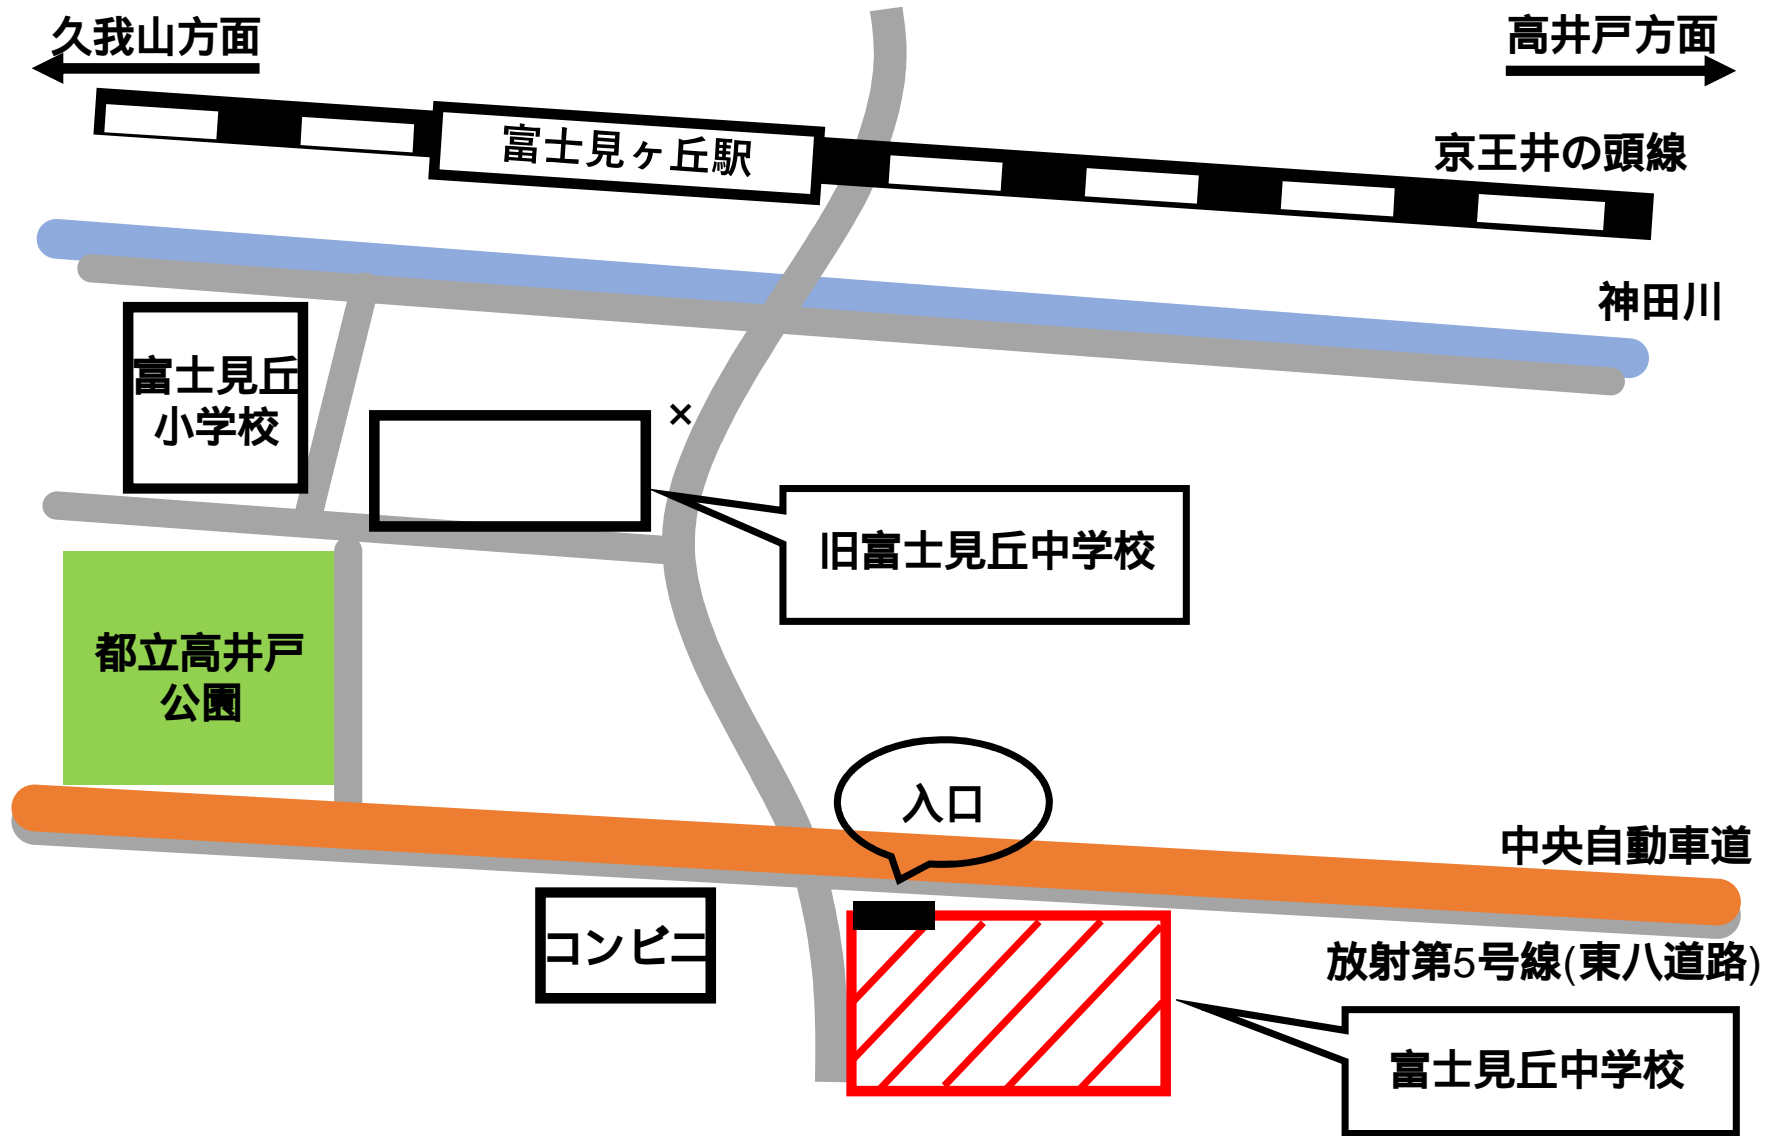 久我山方面
高井戸方面
富士見ヶ丘駅
京王井の頭線
神田川
富士見丘
小学校
×
旧富士見丘中学校
都立高井戸
公園
入口
中央自動車道
コンビニ
放射第5号線(東八道路)
富士見丘中学校